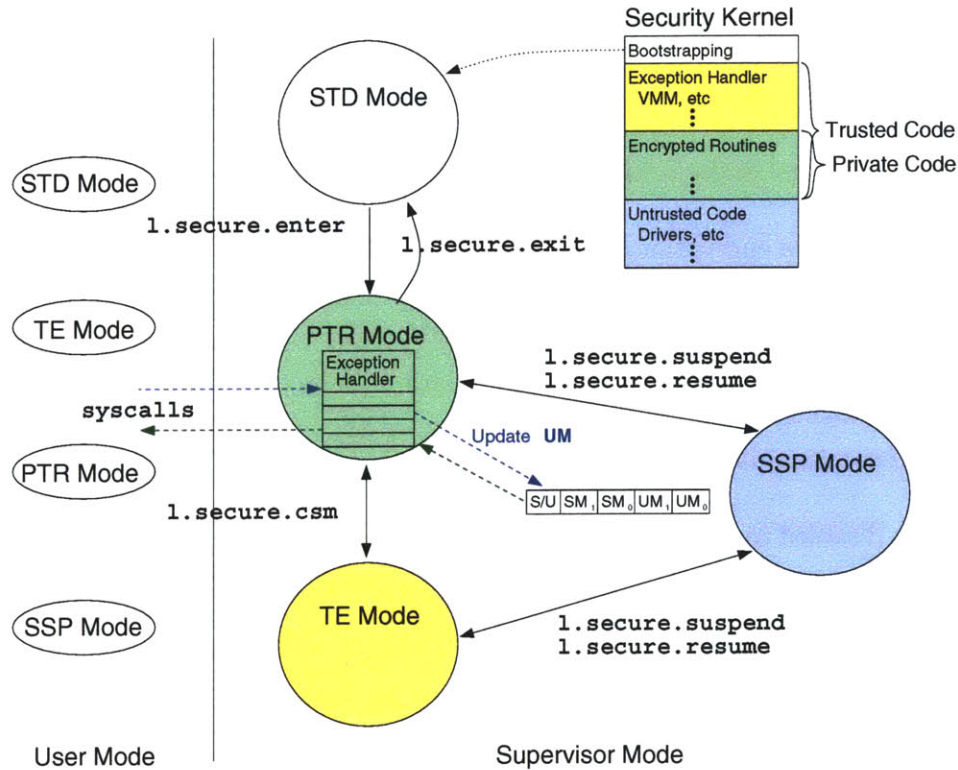 Security Kernel
Bootstrapping
Exception Handler
VMM, etc
Encrypted Routines
Untrusted Code
Drivers, etc
Trusted Code
Private Code
STD Mode
STD Mode
l.secure.enter
l.secure.exit
TE Mode
PTR Mode
Exception
Handler
l.secure.suspend
l.secure.resume
syscalls
Update UM
PTR Mode
SSP Mode
S/U SM₁ SM₀ UM₁ UM₀
l.secure.csm
TE Mode
SSP Mode
l.secure.suspend
l.secure.resume
User Mode
Supervisor Mode